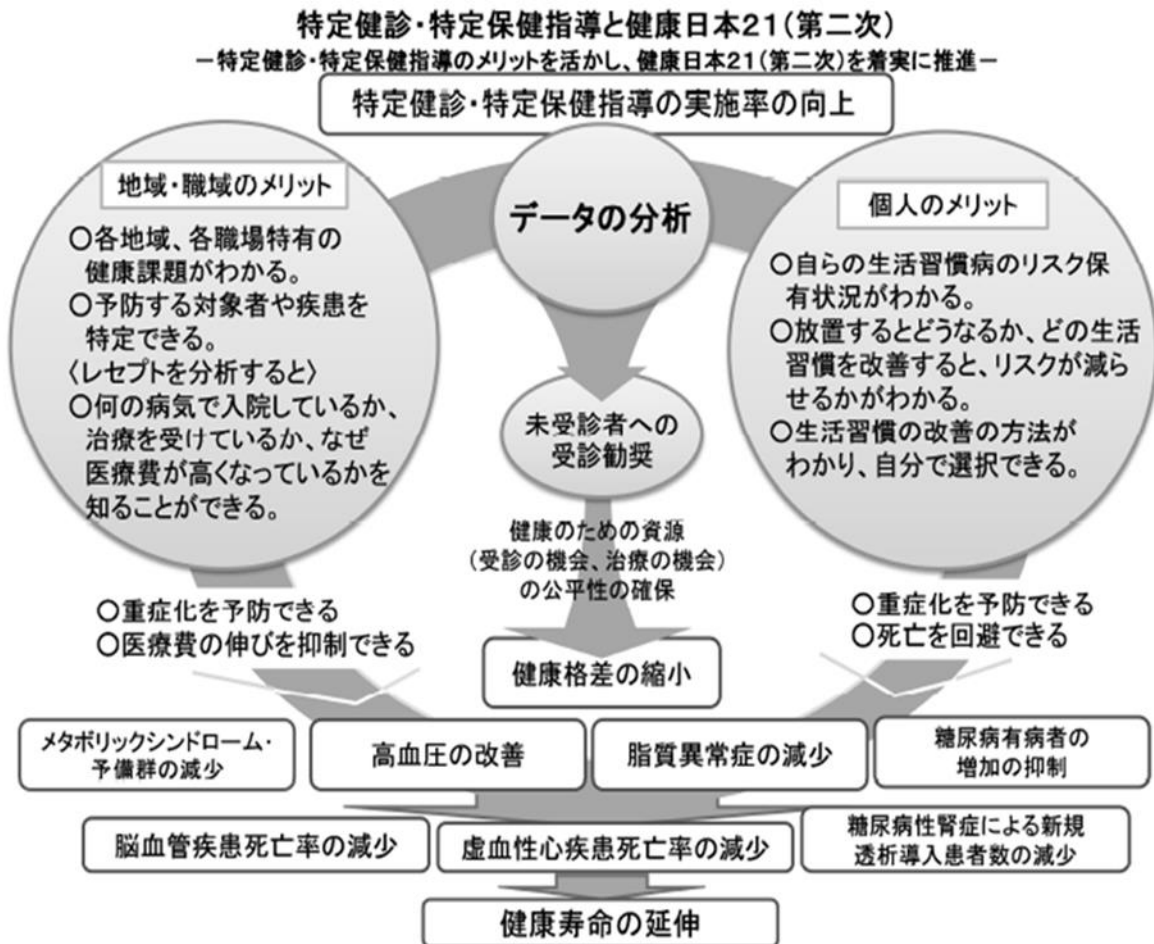 特定健診・特定保健指導と健康日本21(第二次)
－特定健診・特定保健指導のメリットを活かし、健康日本21(第二次)を着実に推進－
特定健診・特定保健指導の実施率の向上
地域・職域のメリット
○各地域、各職場特有の
健康課題がわかる。
○予防する対象者や疾患を
特定できる。
〈レセプトを分析すると〉
○何の病気で入院しているか、
治療を受けているか、なぜ
医療費が高くなっているかを
知ることができる。
データの分析
個人のメリット
○自らの生活習慣病のリスク保
有状況がわかる。
○放置するとどうなるか、どの生活
習慣を改善すると、リスクが減ら
せるかがわかる。
○生活習慣の改善の方法が
わかり、自分で選択できる。
未受診者への
受診勧奨
健康のための資源
(受診の機会、治療の機会)
の公平性の確保
○重症化を予防できる
○医療費の伸びを抑制できる
○重症化を予防できる
○死亡を回避できる
健康格差の縮小
メタボリックシンドローム・
予備群の減少
高血圧の改善
脂質異常症の減少
糖尿病有病者の
増加の抑制
脳血管疾患死亡率の減少
虚血性心疾患死亡率の減少
糖尿病性腎症による新規
透析導入患者数の減少
健康寿命の延伸